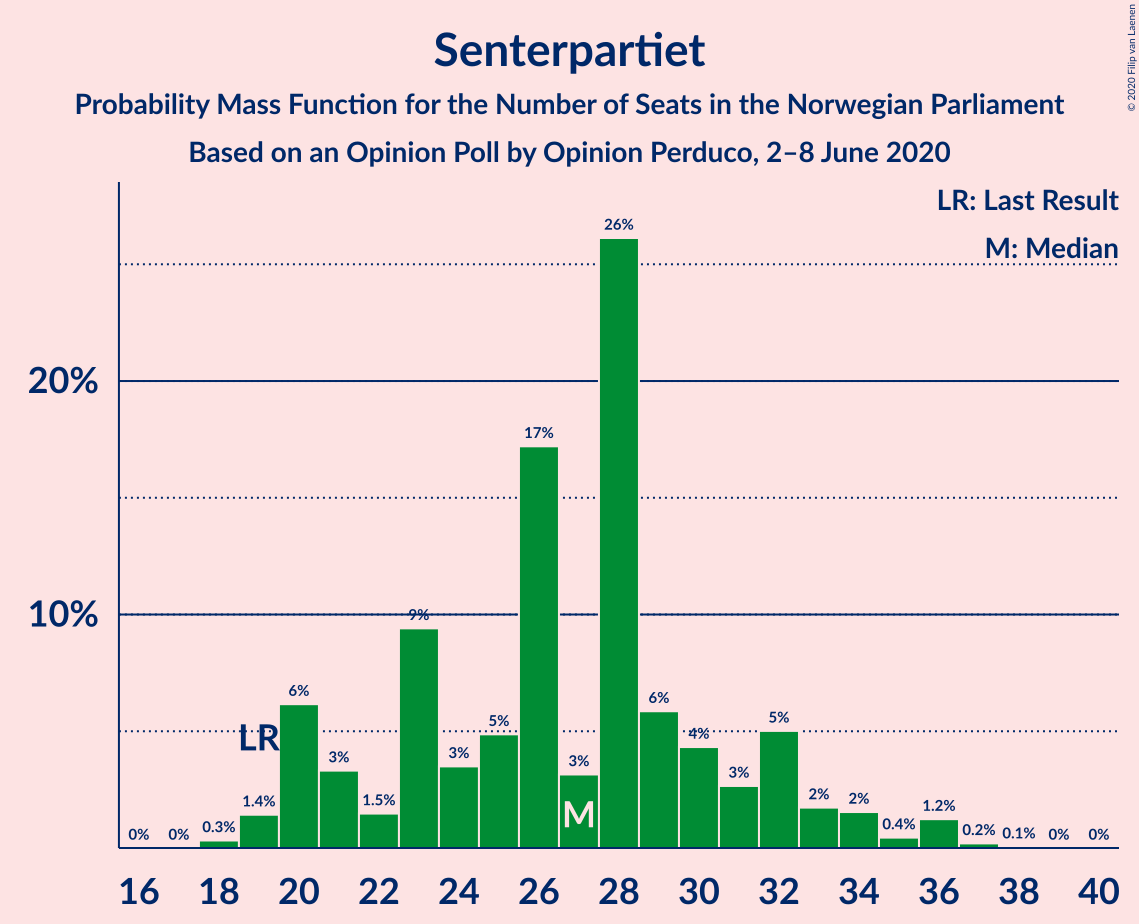 © 2020 Filip van Laenen
Senterpartiet
Probability Mass Function for the Number of Seats in the Norwegian Parliament
Based on an Opinion Poll by Opinion Perduco, 2–8 June 2020
LR: Last Result
M: Median
20%
10%
0% 0% 0.3% 1.4% 6% 3% 1.5% 9% 3% 5% 17% 3% 26% 6% 4% 3% 5% 2% 2% 0.4% 1.2% 0.2% 0.1% 0% 0%
LR
M
16 18 20 22 24 26 28 30 32 34 36 38 40